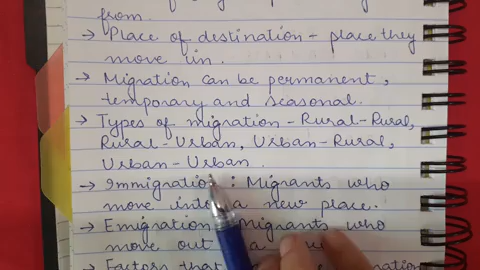 from.
→ Place of destination - place they
move in.
→ Migration can be permanent,
temporary and seasonal.
→ Types of migration - Rural-Rural,
Rural-Urban, Urban-Rural,
Urban-Urban.
→ Immigration : Migrants who
move into a new place.
→ Emigration : Migrants who
move out a
→ Factors that